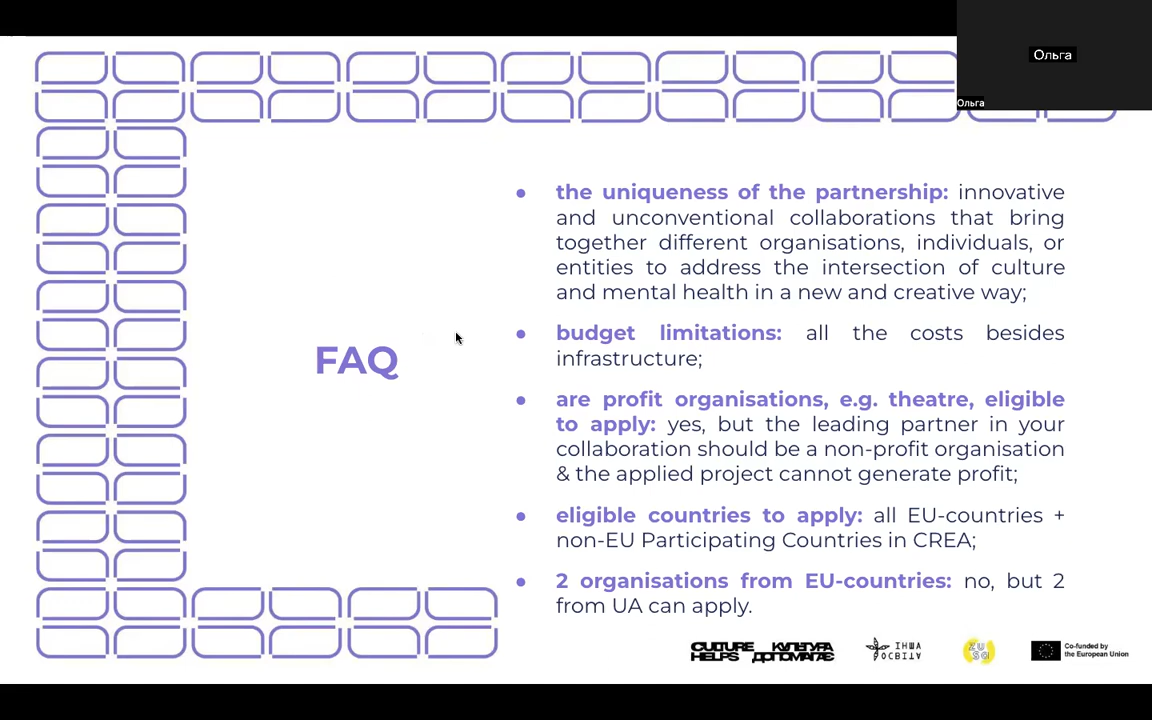 Ольга
Ольга
the uniqueness of the partnership: innovative
and unconventional collaborations that bring
together different organisations, individuals, or
entities to address the intersection of culture
and mental health in a new and creative way;
budget limitations: all the costs besides
infrastructure;
FAQ
are profit organisations, e.g. theatre, eligible
to apply: yes, but the leading partner in your
collaboration should be a non-profit organisation
& the applied project cannot generate profit;
eligible countries to apply: all EU-countries +
non-EU Participating Countries in CREA;
2 organisations from EU-countries: no, but 2
from UA can apply.
CULTURE
HELPS
КУЛЬТУРА
ДОПОМАГАЄ
ІНША
ОСВІТА
ZU
SA
Co-funded by
the European Union